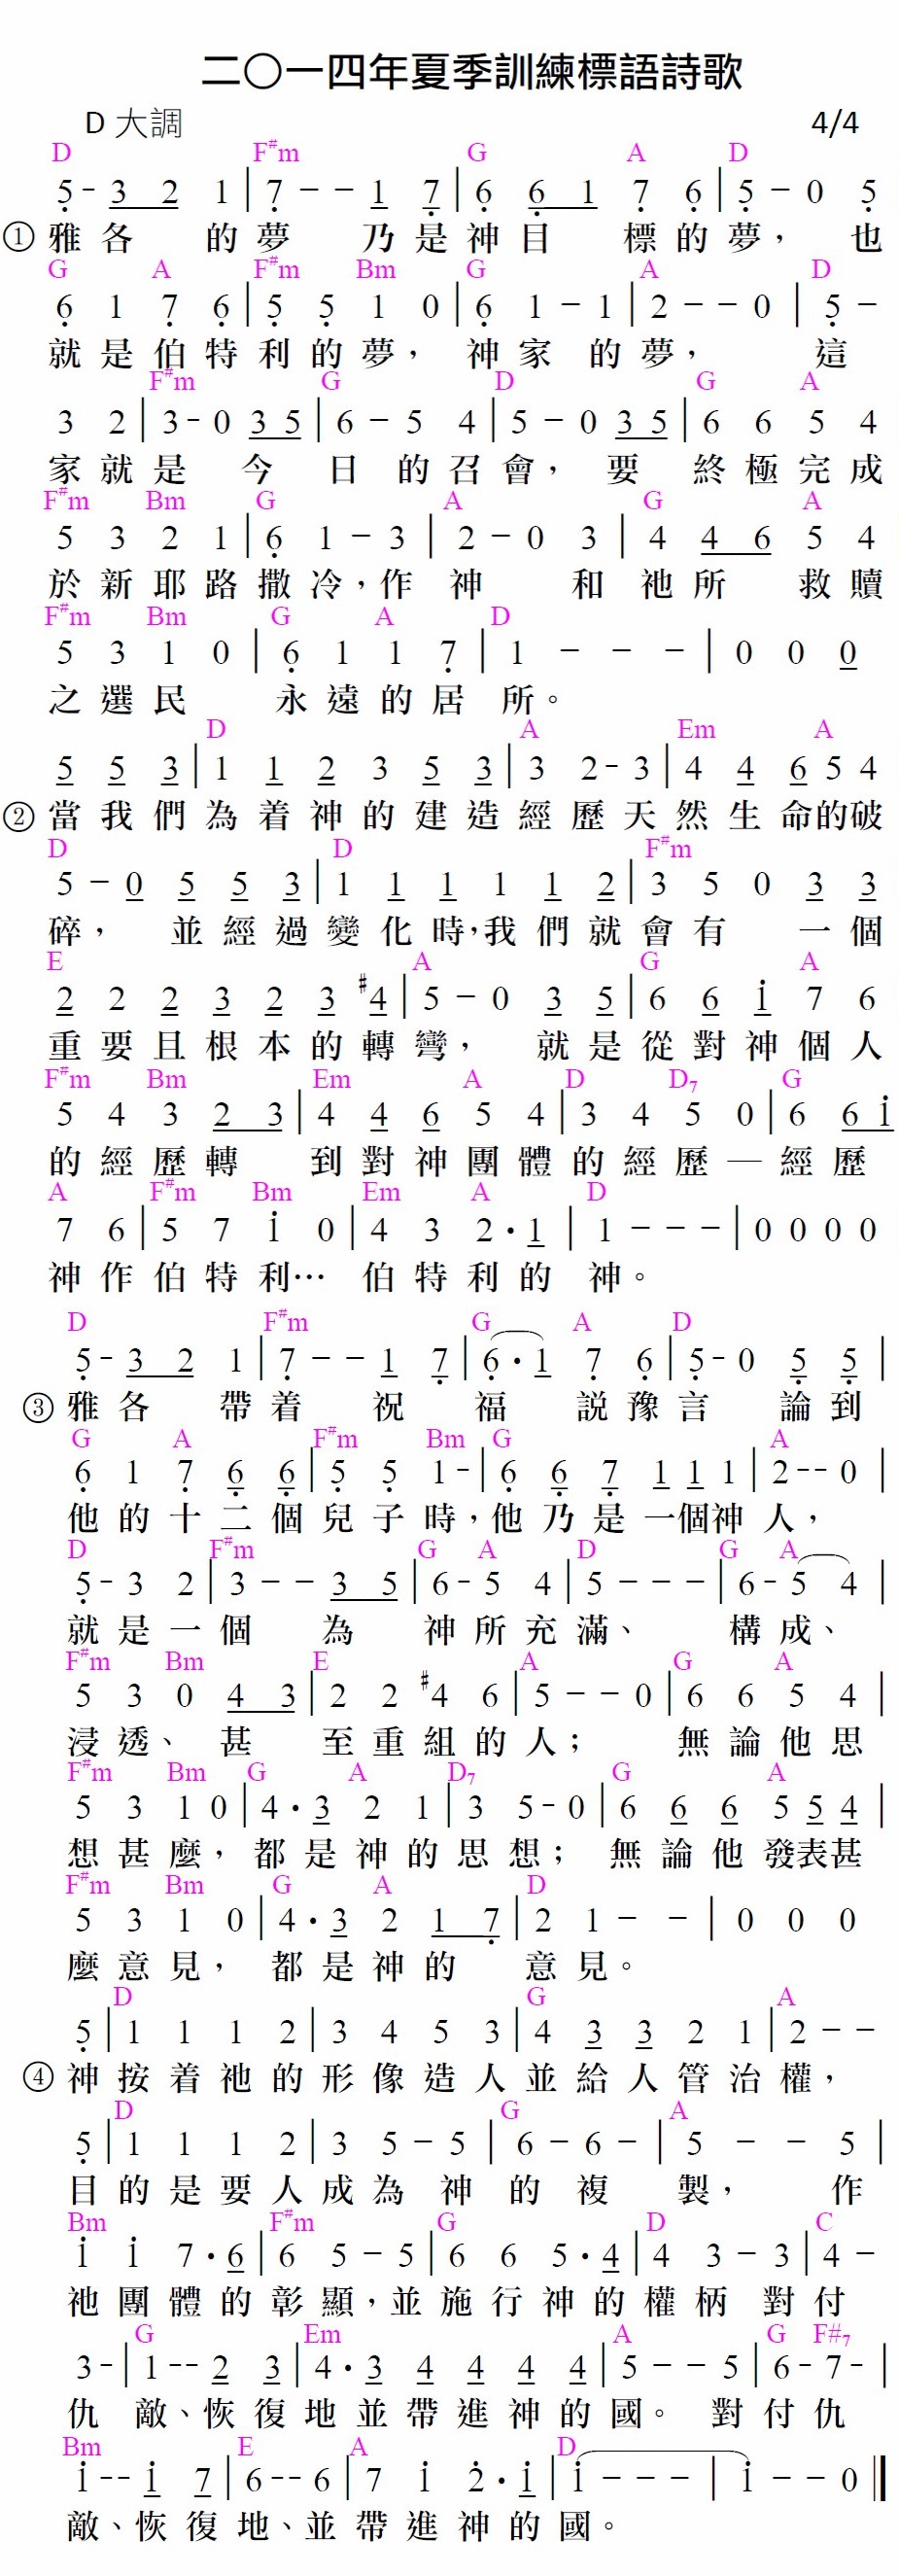 二〇一四年夏季訓練標語詩歌
D 大調 4/4
D F#m G A D
5 - 3 2 1 | 7 - - 1 7 | 6 6 1 7 6 | 5 - 0 5
① 雅各 的夢 乃是神目 標的夢， 也
G A F#m Bm G A D
6 1 7 6 | 5 5 1 0 | 6 1 - 1 | 2 - - 0 | 5 -
就是伯特利的夢， 神家 的夢， 這
F#m G D G A
3 2 | 3 - 0 3 5 | 6 - 5 4 | 5 - 0 3 5 | 6 6 5 4
家就是 今 日 的召會， 要 終極完成
F#m Bm G A G A
5 3 2 1 | 6 1 - 3 | 2 - 0 3 | 4 4 6 5 4
於新耶路撒冷，作 神 和 祂所 救贖
F#m Bm G A D
5 3 1 0 | 6 1 1 7 | 1 - - - | 0 0 0
之選民 永遠的居 所。
D A Em A
5 5 3 | 1 1 2 3 5 3 | 3 2 - 3 | 4 4 6 5 4
② 當我們為着神的建造經歷天然生命的破
D D F#m
5 - 0 5 5 3 | 1 1 1 1 1 2 | 3 5 0 3 3
碎， 並經過變化時，我們就會有 一個
E A G A
2 2 2 3 2 3 #4 | 5 - 0 3 5 | 6 6 1 7 6
重要且根本的轉彎， 就是從對神個人
F#m Bm Em A D D7 G
5 4 3 2 3 | 4 4 6 5 4 | 3 4 5 0 | 6 6 1
的經歷轉 到對神團體的經歷—經歷
A F#m Bm Em A D
7 6 | 5 7 1 0 | 4 3 2 · 1 | 1 - - - | 0 0 0 0
神作伯特利… 伯特利的 神。
D F#m G A D
5 - 3 2 1 | 7 - - 1 7 | 6 · 1 7 6 | 5 - 0 5 5 |
③ 雅各 帶着 祝 福 説豫言 論到
G A F#m Bm G A
6 1 7 6 6 | 5 5 1 - | 6 6 7 1 1 1 | 2 - - 0 |
他的十二個兒子時，他乃是一個神人，
D F#m G A D G A
5 - 3 2 | 3 - - 3 5 | 6 - 5 4 | 5 - - - | 6 - 5 4 |
就是一個 為 神所充滿、 構成、
F#m Bm E A G A
5 3 0 4 3 | 2 2 #4 6 | 5 - - 0 | 6 6 5 4 |
浸透、 甚 至重組的人； 無論他思
F#m Bm G A D7 G A
5 3 1 0 | 4 · 3 2 1 | 3 5 - 0 | 6 6 6 5 5 4 |
想甚麼， 都是神的思想； 無論他發表甚
F#m Bm G A D
5 3 1 0 | 4 · 3 2 1 7 | 2 1 - - | 0 0 0
麼意見， 都是神的 意見。
D G A
5 | 1 1 1 2 | 3 4 5 3 | 4 3 3 2 1 | 2 - -
④ 神按着祂的形像造人並給人管治權，
D G A
5 | 1 1 1 2 | 3 5 - 5 | 6 - 6 - | 5 - - 5 |
目的是要人成為 神 的 複 製， 作
Bm F#m G D C
1 1 7 · 6 | 6 5 - 5 | 6 6 5 · 4 | 4 3 - 3 | 4 -
祂團體的彰顯，並施行神的權柄 對付
G Em A G F#7
3 - | 1 - - 2 3 | 4 · 3 4 4 4 4 | 5 - - 5 | 6 - 7 - |
仇 敵、恢復地並帶進神的國。 對付仇
Bm E A D
1 - - 1 7 | 6 - - 6 | 7 1 2 · 1 | 1 - - - | 1 - - 0 ‖
敵、恢復地、並帶進神的國。